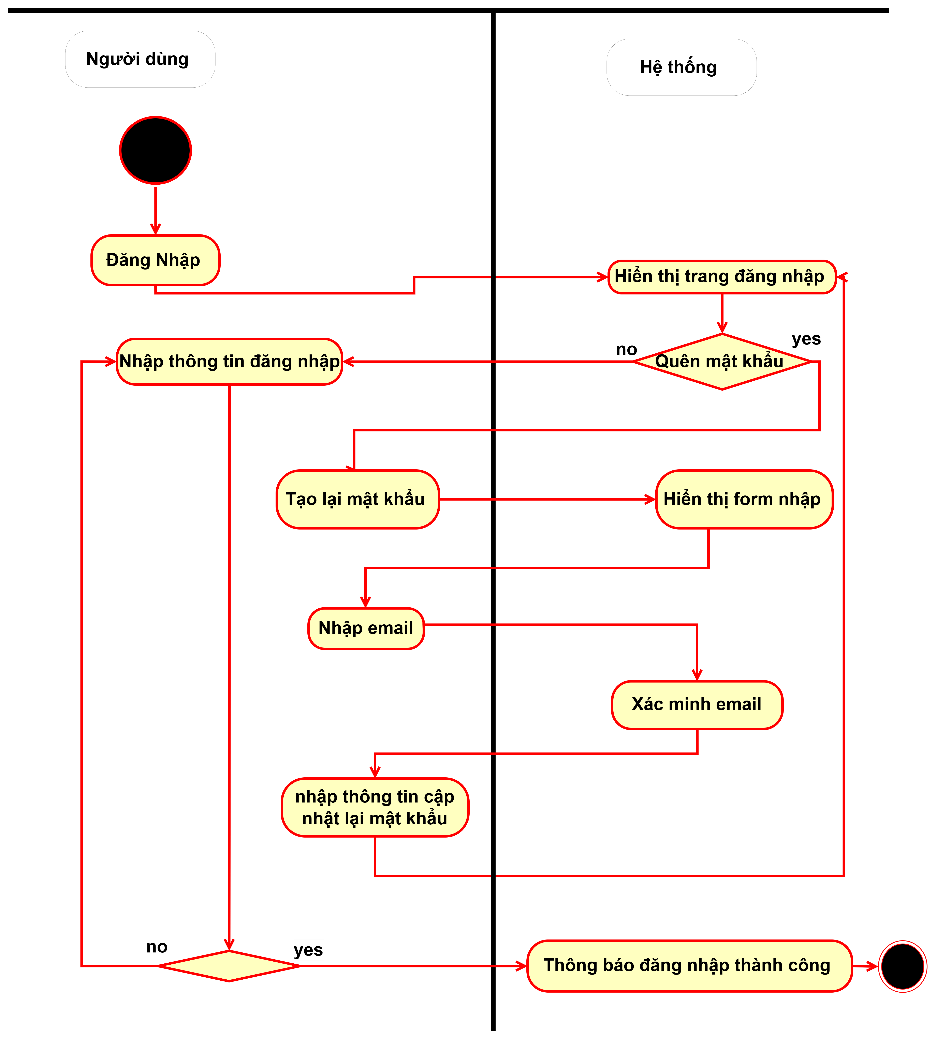 Người dùng
Hệ thống
Đăng Nhập
Hiển thị trang đăng nhập
Nhập thông tin đăng nhập
no
Quên mật khẩu
yes
Tạo lại mật khẩu
Hiển thị form nhập
Nhập email
Xác minh email
nhập thông tin cập
nhật lại mật khẩu
no
yes
Thông báo đăng nhập thành công